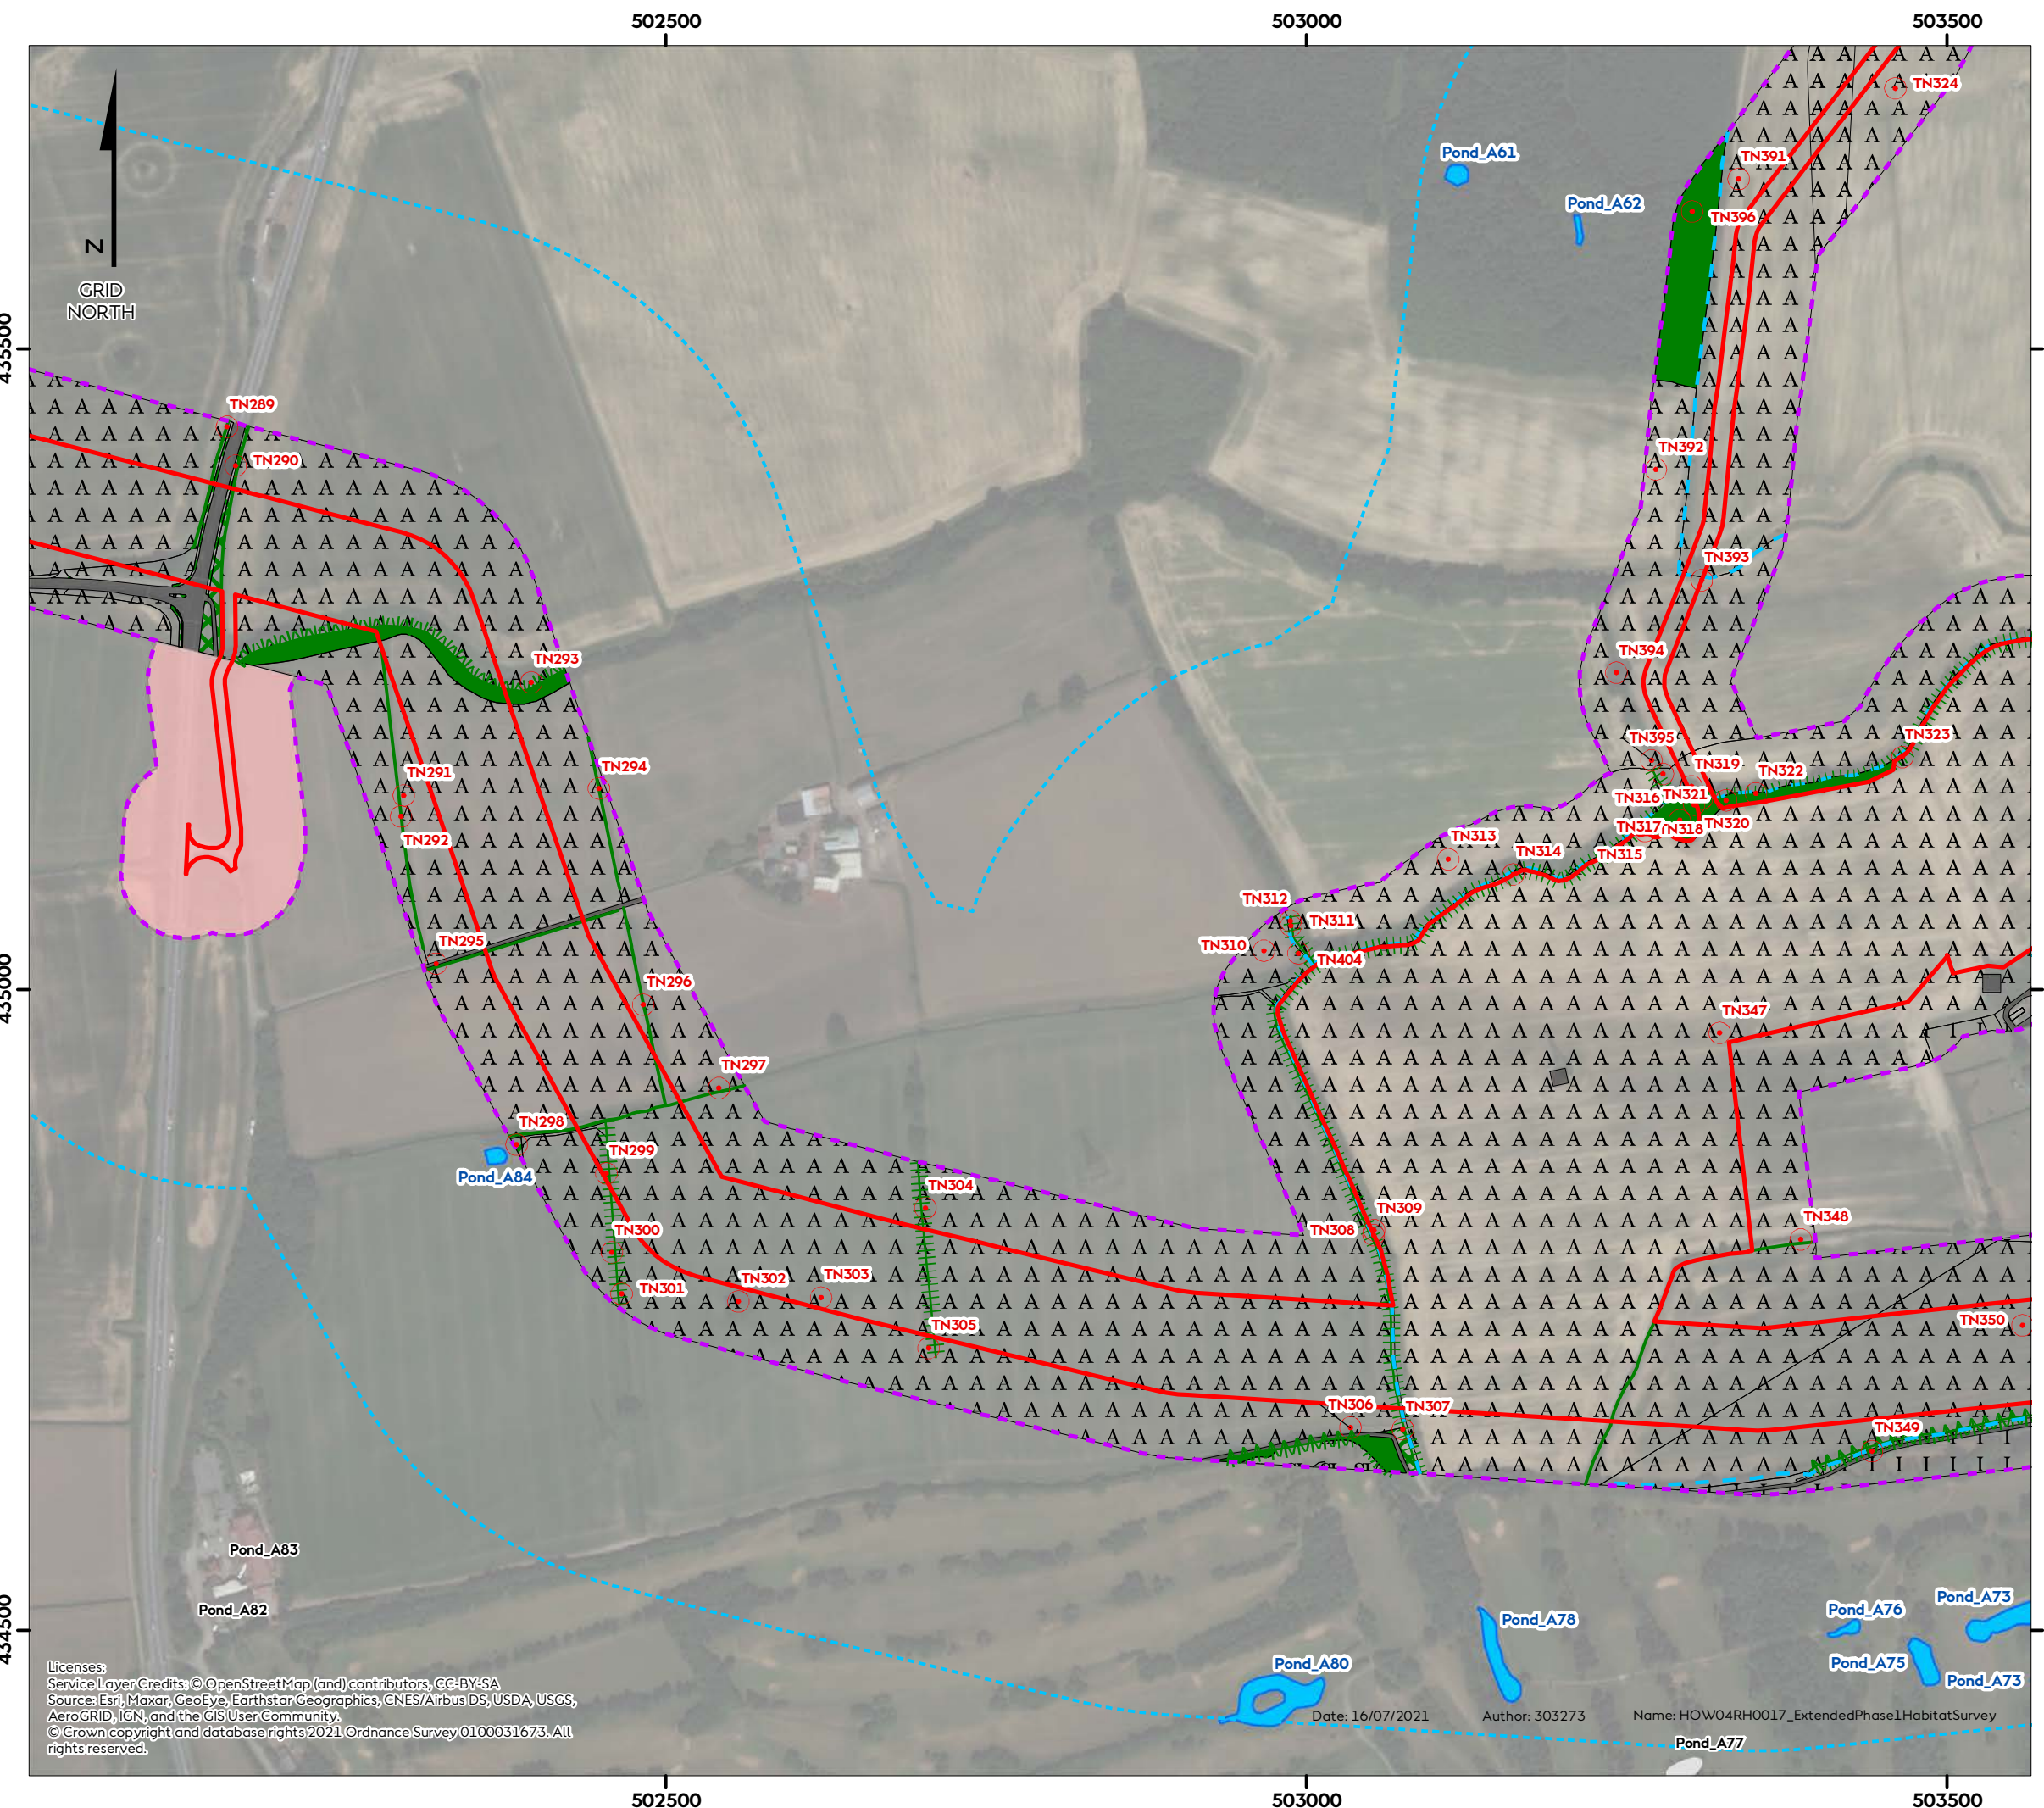 502500
503000
503500
TN324
Pond_A61
TN391
Pond_A62
TN396
N
GRID
NORTH
435500
TN289
TN290
TN392
TN393
TN394
TN293
TN395
TN323
TN294
TN319
TN291
TN322
TN316
TN321
TN292
TN317
TN318
TN320
TN313
TN314
TN315
TN312
TN311
TN295
TN310
TN404
435000
TN296
TN347
TN297
TN298
TN299
Pond_A84
TN304
TN309
TN300
TN308
TN348
TN302
TN303
TN301
TN305
TN350
TN306
TN307
TN349
Pond_A83
Pond_A82
434500
Pond_A78
Pond_A76
Pond_A73
Pond_A80
Pond_A75
Pond_A73
Licenses:
Service Layer Credits: © OpenStreetMap (and) contributors, CC-BY-SA
Source: Esri, Maxar, GeoEye, Earthstar Geographics, CNES/Airbus DS, USDA, USGS,
AeroGRID, IGN, and the GIS User Community.
© Crown copyright and database rights 2021 Ordnance Survey 0100031673. All
rights reserved.
Date: 16/07/2021 Author: 303273 Name: HOW04RH0017_ExtendedPhase1HabitatSurvey
Pond_A77
502500
503000
503500